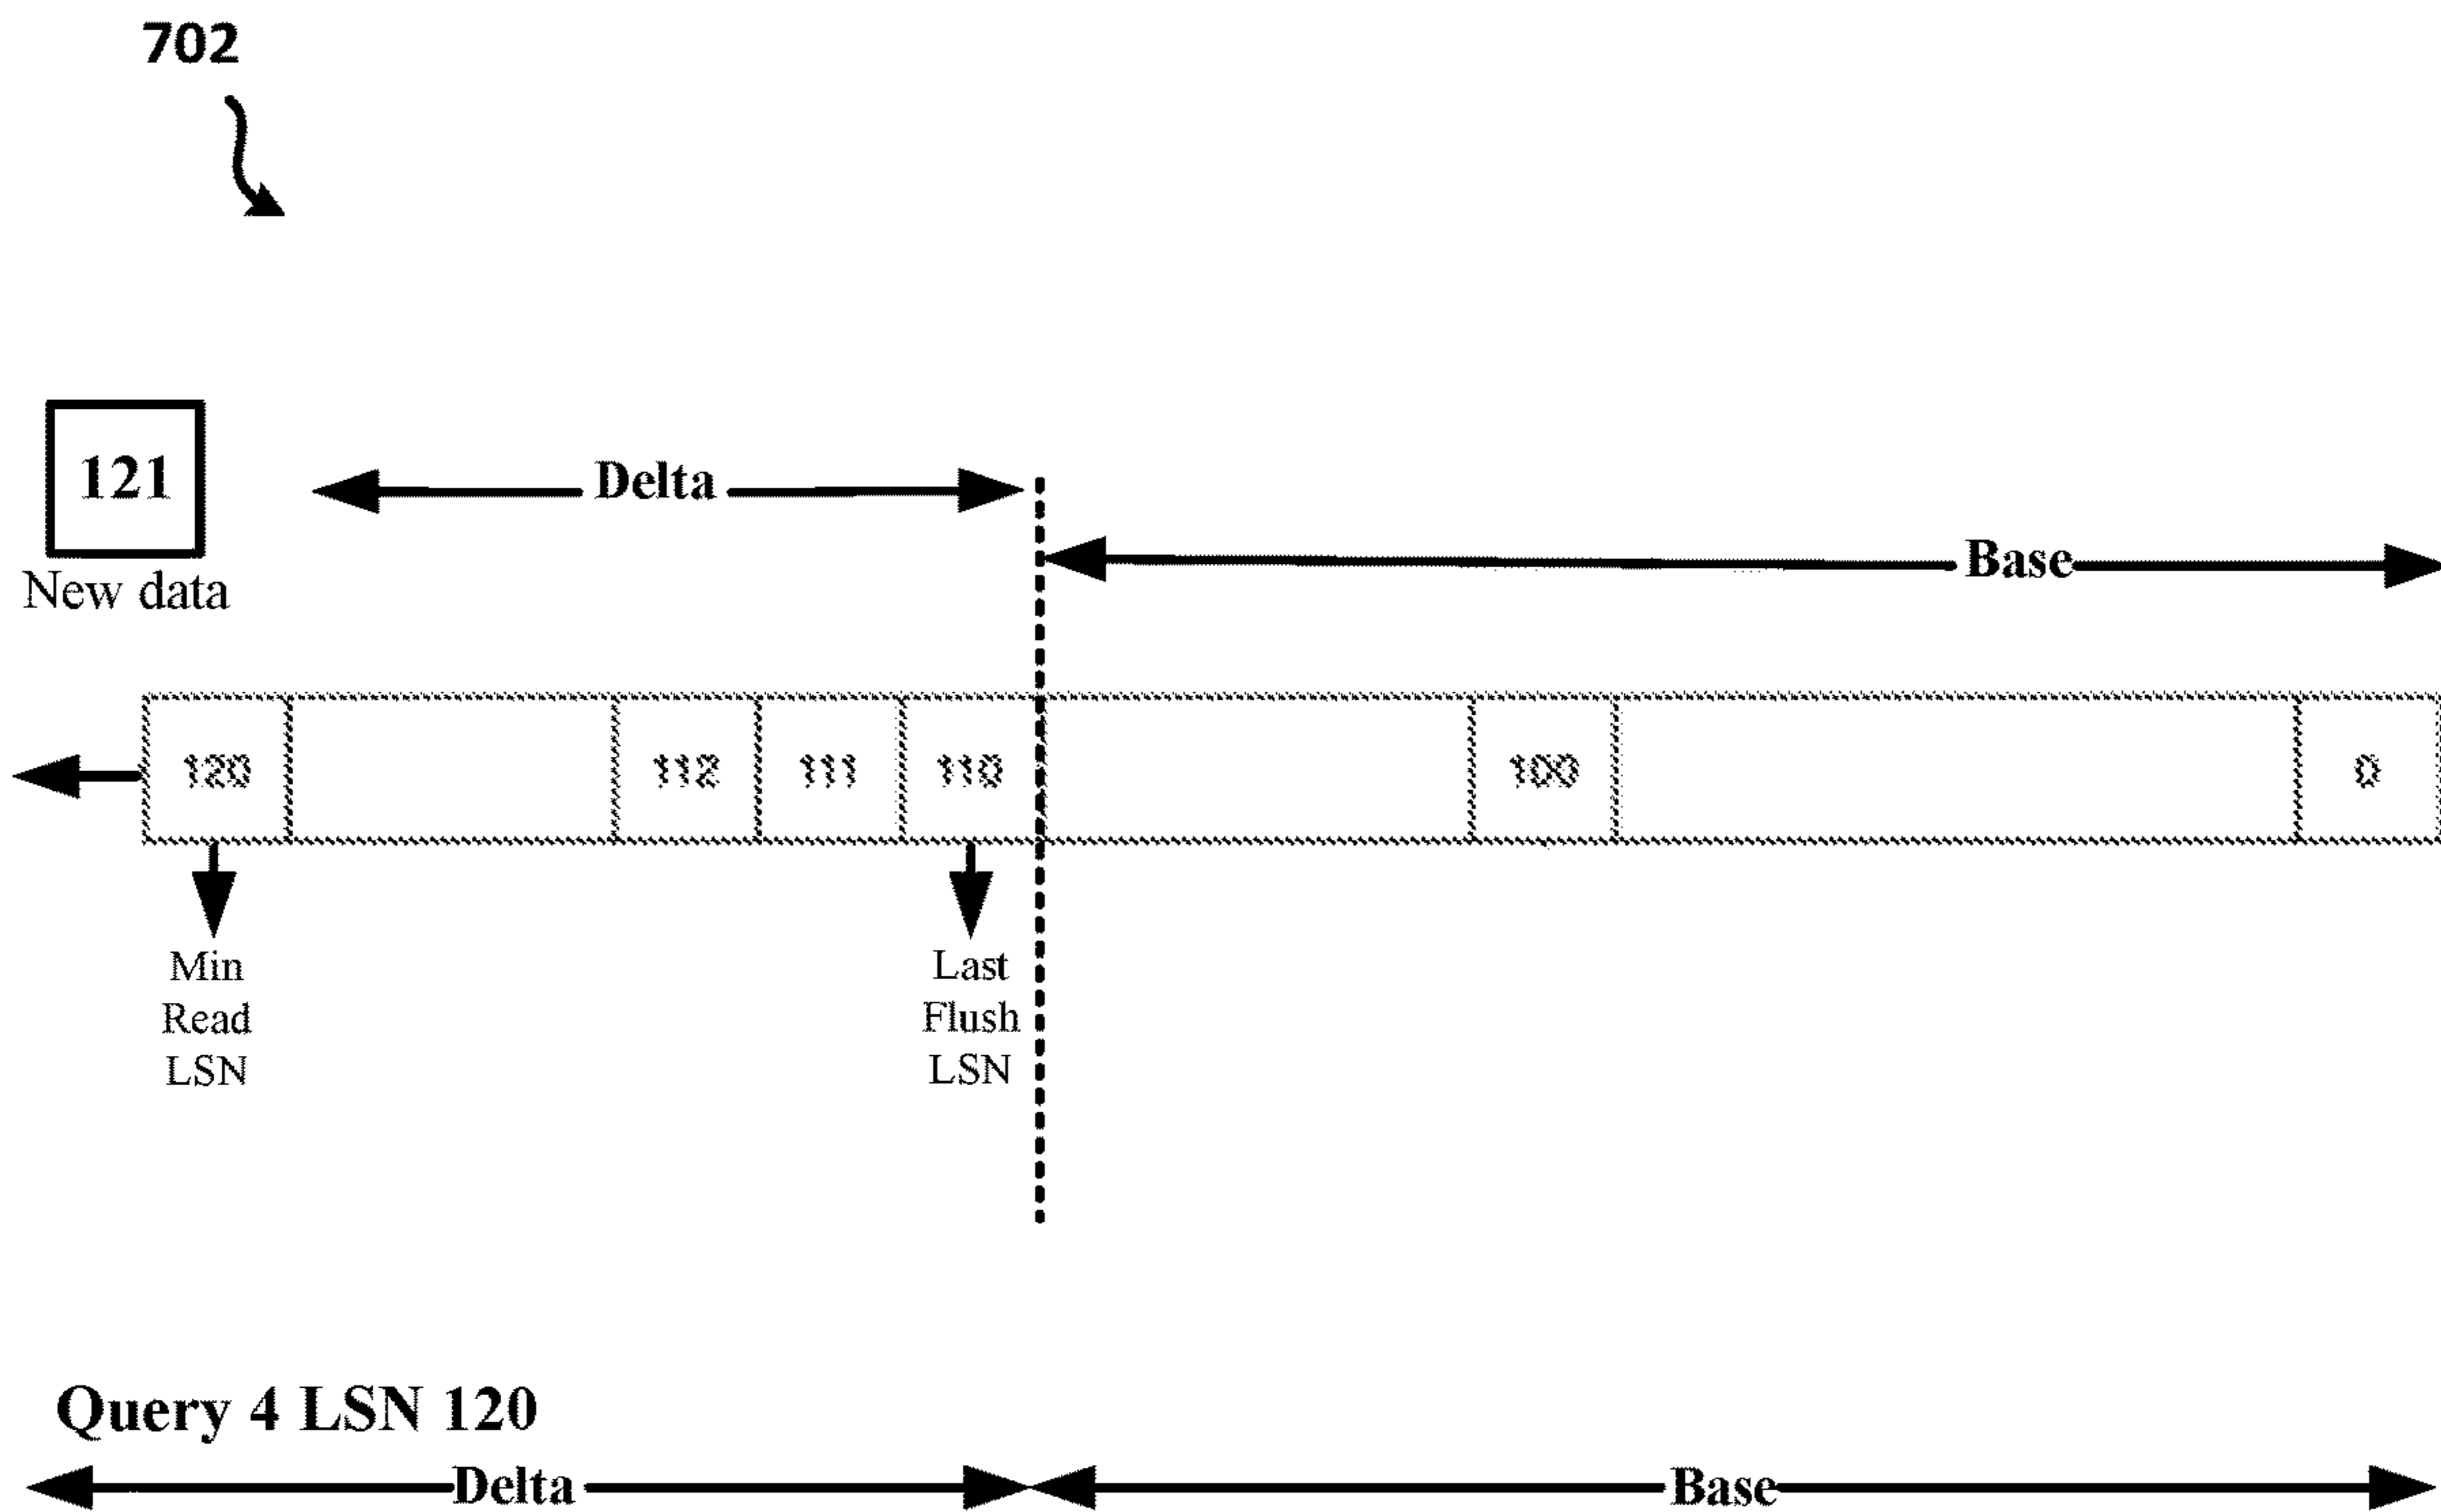 702
121
New data
Delta
Base
120 112 111 110 100 0
Min
Read
LSN
Last
Flush
LSN
Query 4 LSN 120
Delta Base